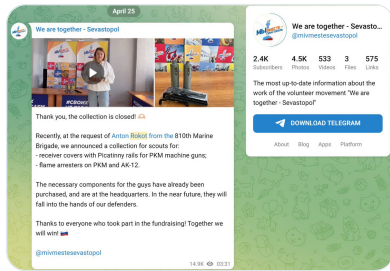 April 25
We are together - Sevastopol
Thank you, the collection is closed! 🫶🏻
Recently, at the request of Anton Rokot from the 810th Marine
Brigade, we announced a collection for scouts for:
- receiver covers with Picatinny rails for PKM machine guns;
- flame arresters on PKM and AK-12.
The necessary components for the guys have already been
purchased, and are at the headquarters. In the near future, they
will fall into the hands of our defenders.
Thanks to everyone who took part in the fundraising! Together we
will win! 🇷🇺
@mivmestesevastopol
14.9K 03:31
We are together - Sevasto...
@mivmestesevastopol
2.4K 4.5K 533 3 575
Subscribers Photos Videos Files Links
The most up-to-date information about the
work of the volunteer movement "We are
together - Sevastopol"
DOWNLOAD TELEGRAM
About Blog Apps Platform